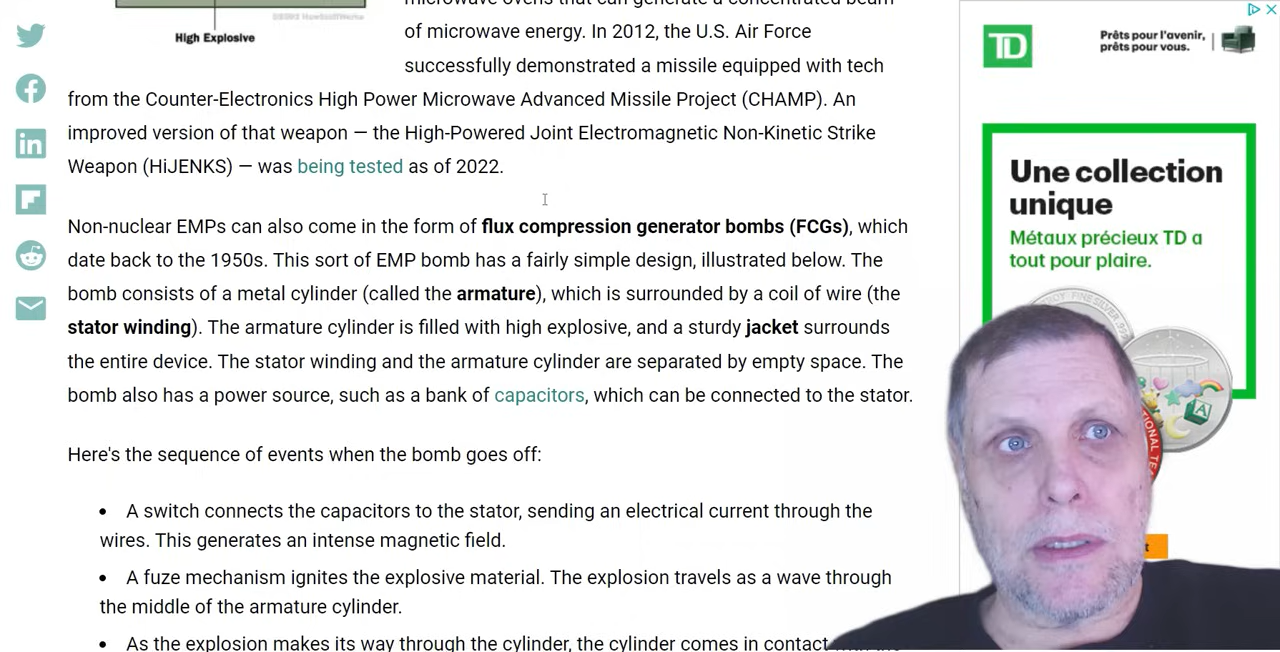 High Explosive
microwave ovens that can generate a concentrated beam
of microwave energy. In 2012, the U.S. Air Force
successfully demonstrated a missile equipped with tech
from the Counter-Electronics High Power Microwave Advanced Missile Project (CHAMP). An
improved version of that weapon — the High-Powered Joint Electromagnetic Non-Kinetic Strike
Weapon (HiJENKS) — was being tested as of 2022.
Non-nuclear EMPs can also come in the form of flux compression generator bombs (FCGs), which
date back to the 1950s. This sort of EMP bomb has a fairly simple design, illustrated below. The
bomb consists of a metal cylinder (called the armature), which is surrounded by a coil of wire (the
stator winding). The armature cylinder is filled with high explosive, and a sturdy jacket surrounds
the entire device. The stator winding and the armature cylinder are separated by empty space. The
bomb also has a power source, such as a bank of capacitors, which can be connected to the stator.
Here's the sequence of events when the bomb goes off:
• A switch connects the capacitors to the stator, sending an electrical current through the
wires. This generates an intense magnetic field.
• A fuze mechanism ignites the explosive material. The explosion travels as a wave through
the middle of the armature cylinder.
• As the explosion makes its way through the cylinder, the cylinder comes in contact with the
TD
Prêts pour l'avenir,
prêts pour vous.
Une collection
unique
Métaux précieux TD a
tout pour plaire.
FINE SILVER
A